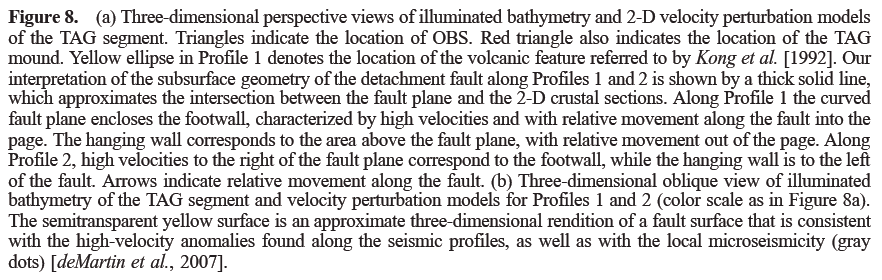 Figure 8. (a) Three-dimensional perspective views of illuminated bathymetry and 2-D velocity perturbation models
of the TAG segment. Triangles indicate the location of OBS. Red triangle also indicates the location of the TAG
mound. Yellow ellipse in Profile 1 denotes the location of the volcanic feature referred to by Kong et al. [1992]. Our
interpretation of the subsurface geometry of the detachment fault along Profiles 1 and 2 is shown by a thick solid line,
which approximates the intersection between the fault plane and the 2-D crustal sections. Along Profile 1 the curved
fault plane encloses the footwall, characterized by high velocities and with relative movement along the fault into the
page. The hanging wall corresponds to the area above the fault plane, with relative movement out of the page. Along
Profile 2, high velocities to the right of the fault plane correspond to the footwall, while the hanging wall is to the left
of the fault. Arrows indicate relative movement along the fault. (b) Three-dimensional oblique view of illuminated
bathymetry of the TAG segment and velocity perturbation models for Profiles 1 and 2 (color scale as in Figure 8a).
The semitransparent yellow surface is an approximate three-dimensional rendition of a fault surface that is consistent
with the high-velocity anomalies found along the seismic profiles, as well as with the local microseismicity (gray
dots) [deMartin et al., 2007].